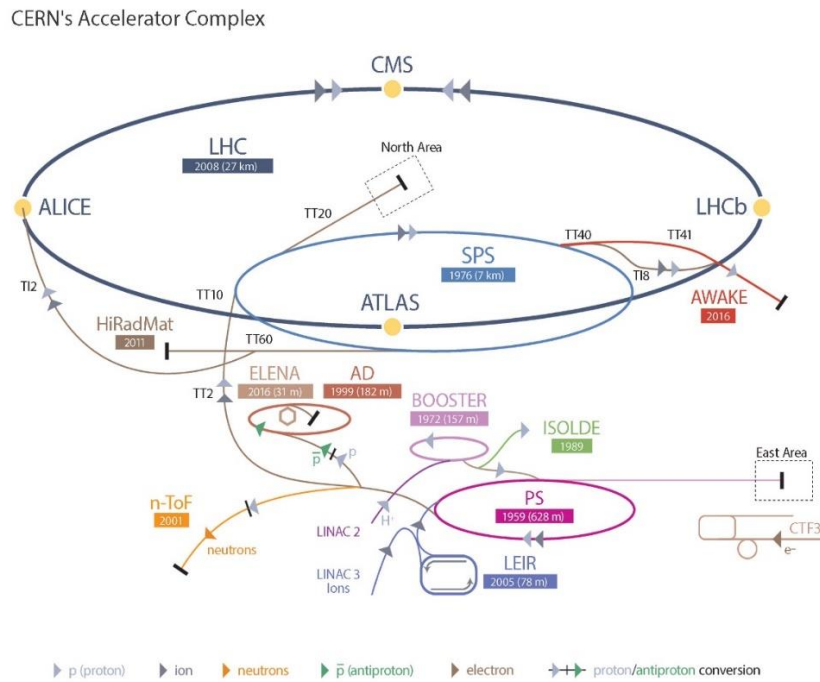 CERN's Accelerator Complex
CMS
LHC
2008 (27 km)
North Area
ALICE
TT20
LHCb
TT40
TT41
SPS
1976 (7 km)
TI2
TT10
TI8
ATLAS
AWAKE
2016
HiRadMat
2011
TT60
ELENA
2016 (31 m)
AD
1999 (182 m)
TT2
BOOSTER
1972 (157 m)
ISOLDE
1989
p
p̅
East Area
n-ToF
2001
PS
1959 (628 m)
H⁺
LINAC 2
neutrons
CTF3
e⁻
LEIR
2005 (78 m)
LINAC 3
Ions
p (proton)
ion
neutrons
p̅ (antiproton)
electron
proton/antiproton conversion